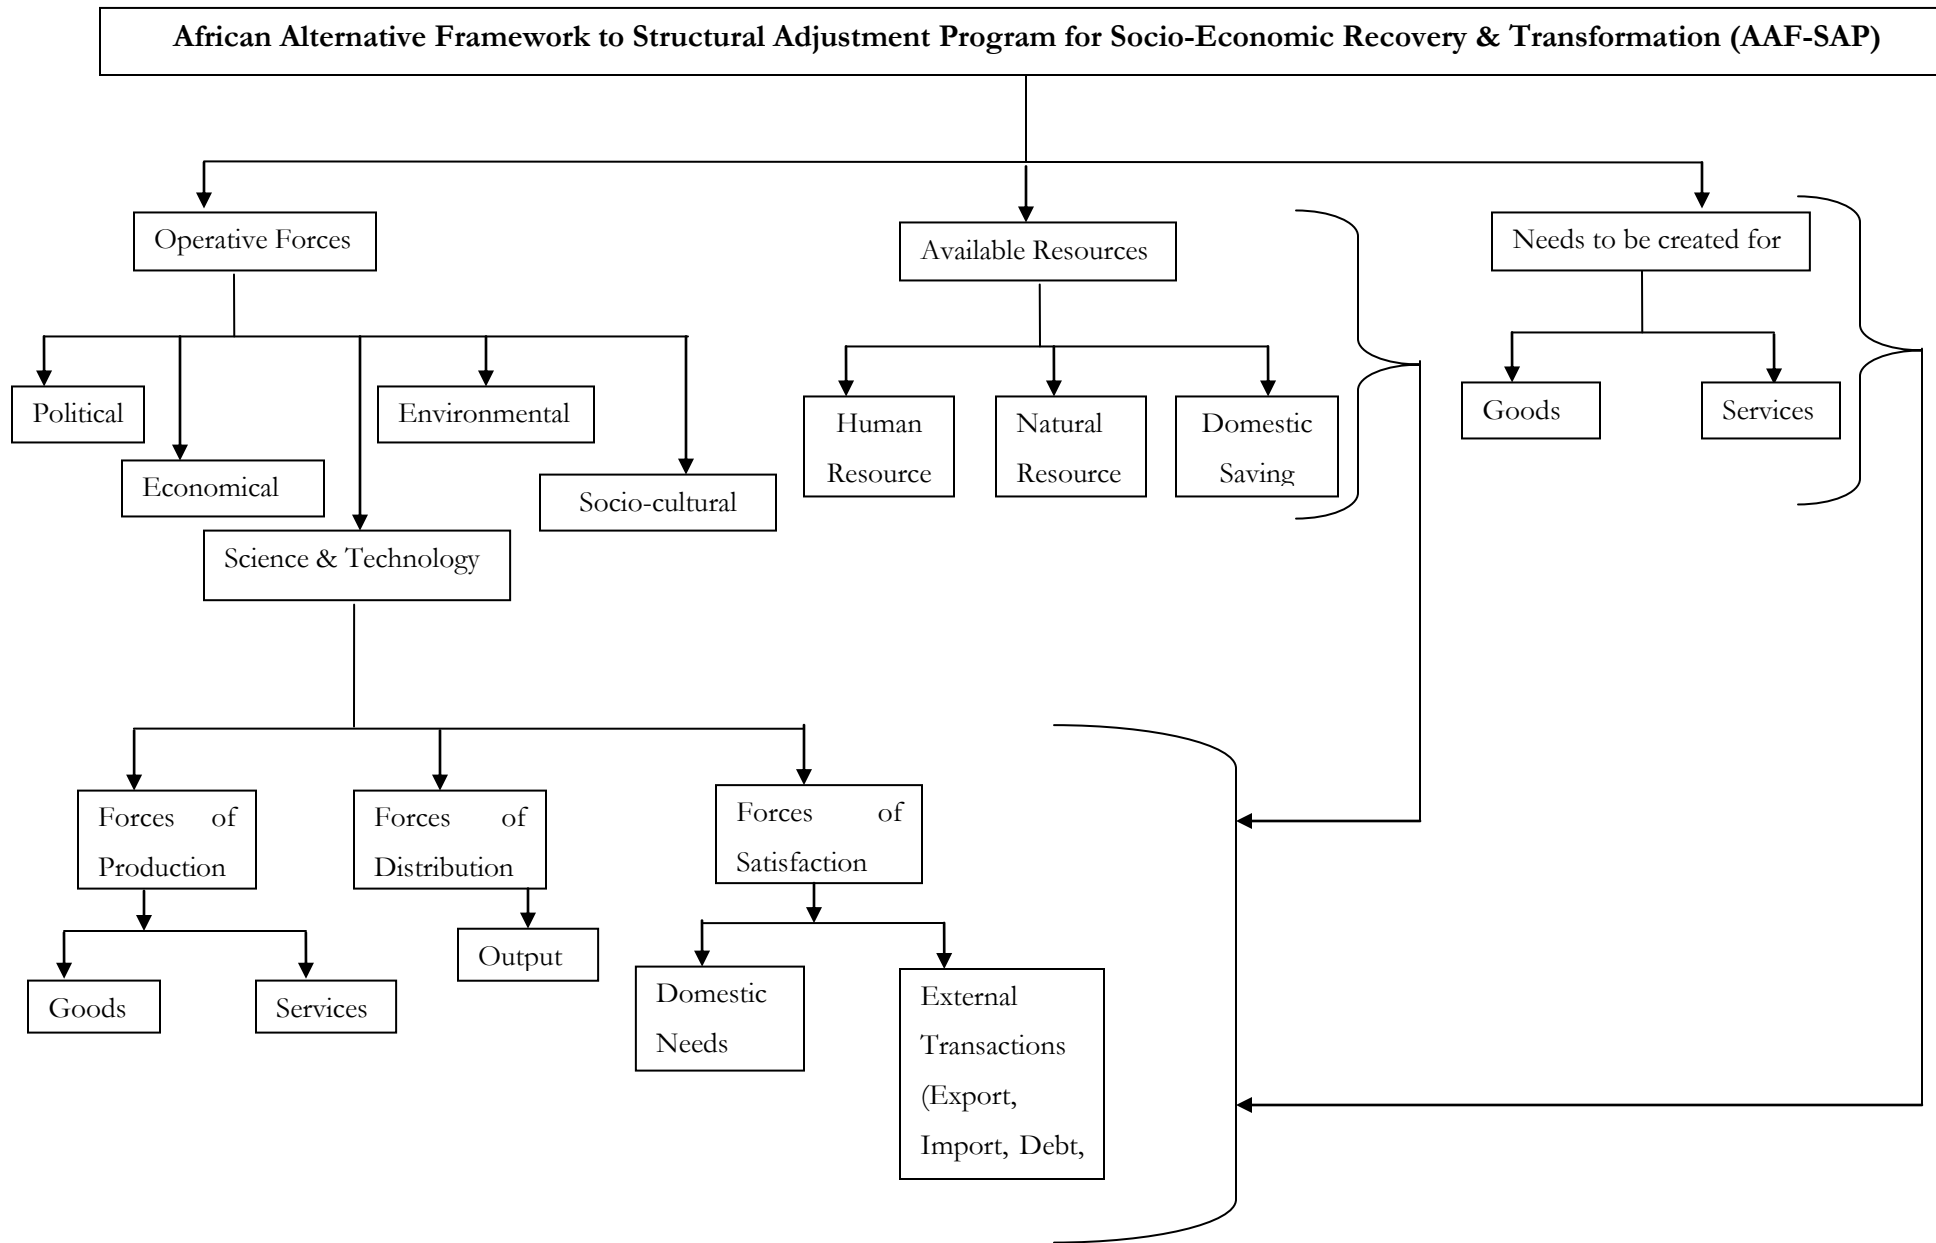 African Alternative Framework to Structural Adjustment Program for Socio-Economic Recovery & Transformation (AAF-SAP)
Operative Forces
Available Resources
Needs to be created for
Political
Economical
Science & Technology
Environmental
Socio-cultural
Human
Resource
Natural
Resource
Domestic
Saving
Goods
Services
Forces of
Production
Forces of
Distribution
Forces of
Satisfaction
Goods
Services
Output
Domestic
Needs
External
Transactions
(Export,
Import, Debt,